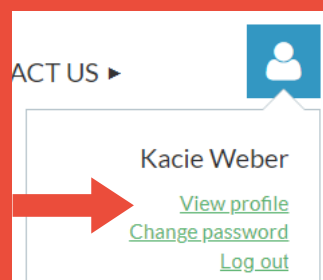 ACT US ►
Kacie Weber
View profile
Change password
Log out